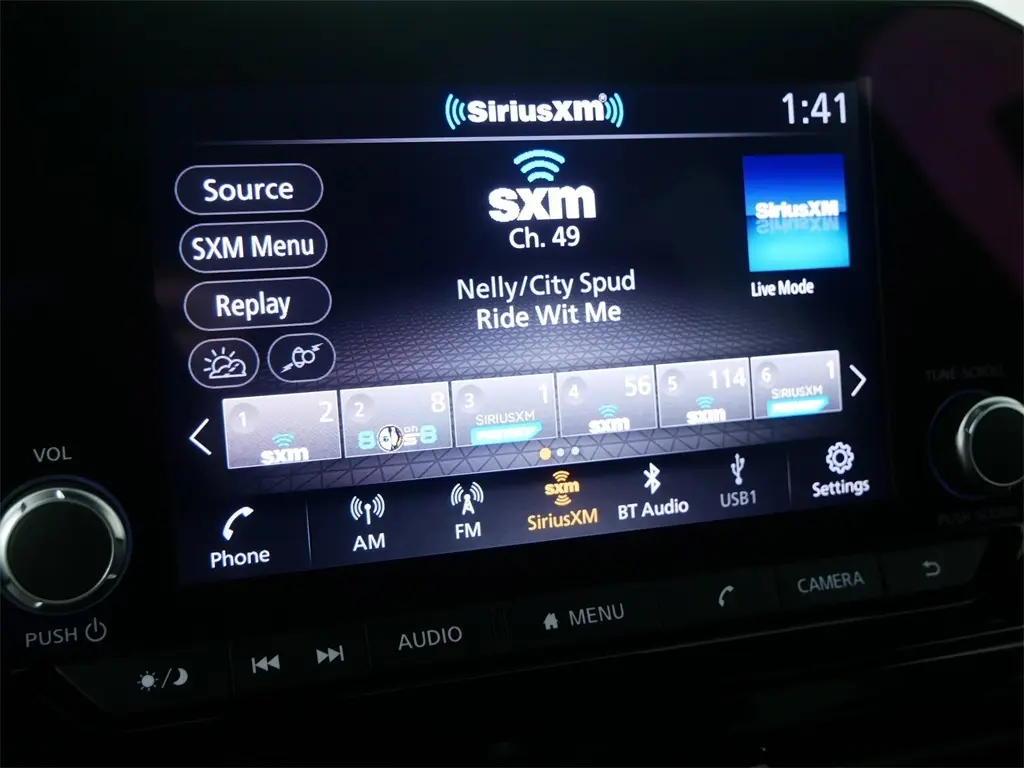 SiriusXM®
1:41
Source
SXM Menu
Replay
sxm
Ch. 49
Nelly/City Spud
Ride Wit Me
SiriusXM
Live Mode
1 2
sxm
2 8
3 1
SIRIUSXM
4 56
sxm
5 114
sxm
6 1
SIRIUSXM
Phone
AM
FM
sxm
SiriusXM
BT Audio
USB1
Settings
VOL
PUSH
TUNE·SCROLL
AUDIO
MENU
CAMERA